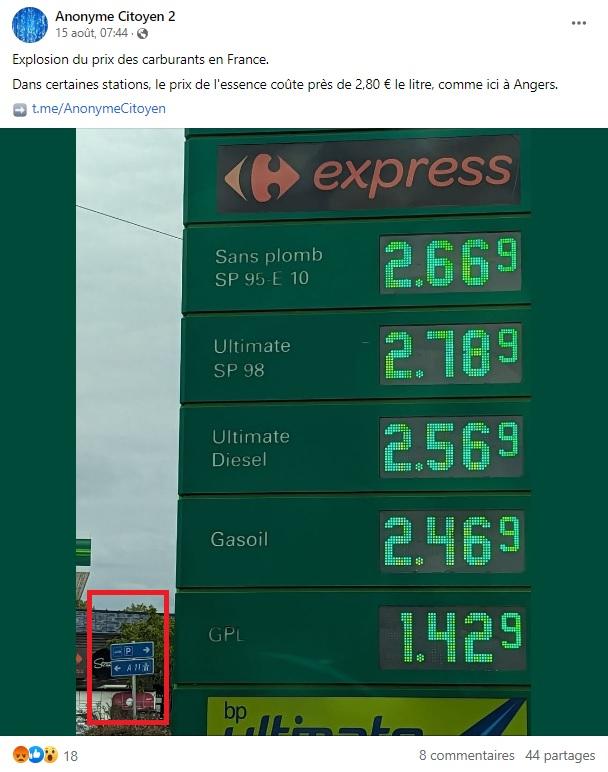 Anonyme Citoyen 2
15 août, 07:44
Explosion du prix des carburants en France.
Dans certaines stations, le prix de l'essence coûte près de 2,80 € le litre, comme ici à Angers.
t.me/AnonymeCitoyen
express
Sans plomb
SP 95-E 10
2.669
Ultimate
SP 98
2.789
Ultimate
Diesel
2.569
Gasoil
2.469
GPL
1.429
P
A 11
bp
ultimate
18
8 commentaires 44 partages